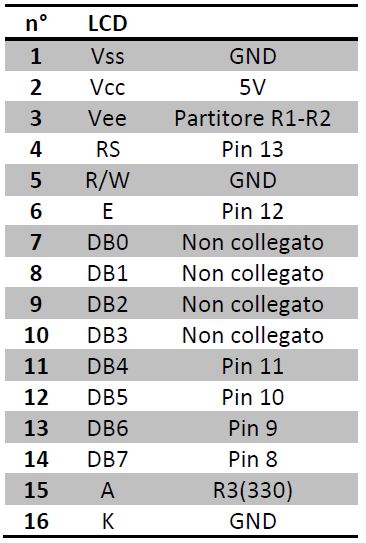 n° LCD
1 Vss GND
2 Vcc 5V
3 Vee Partitore R1-R2
4 RS Pin 13
5 R/W GND
6 E Pin 12
7 DB0 Non collegato
8 DB1 Non collegato
9 DB2 Non collegato
10 DB3 Non collegato
11 DB4 Pin 11
12 DB5 Pin 10
13 DB6 Pin 9
14 DB7 Pin 8
15 A R3(330)
16 K GND